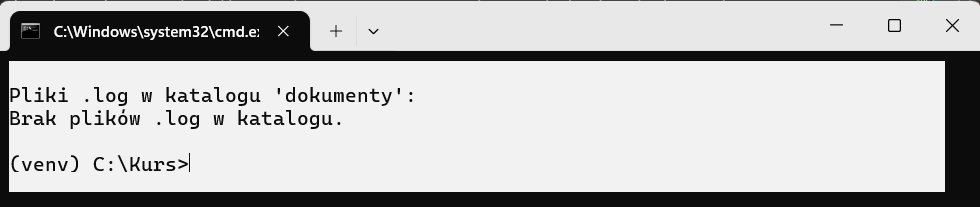 C:\Windows\system32\cmd.e
Pliki .log w katalogu 'dokumenty':
Brak plików .log w katalogu.
(venv) C:\Kurs>